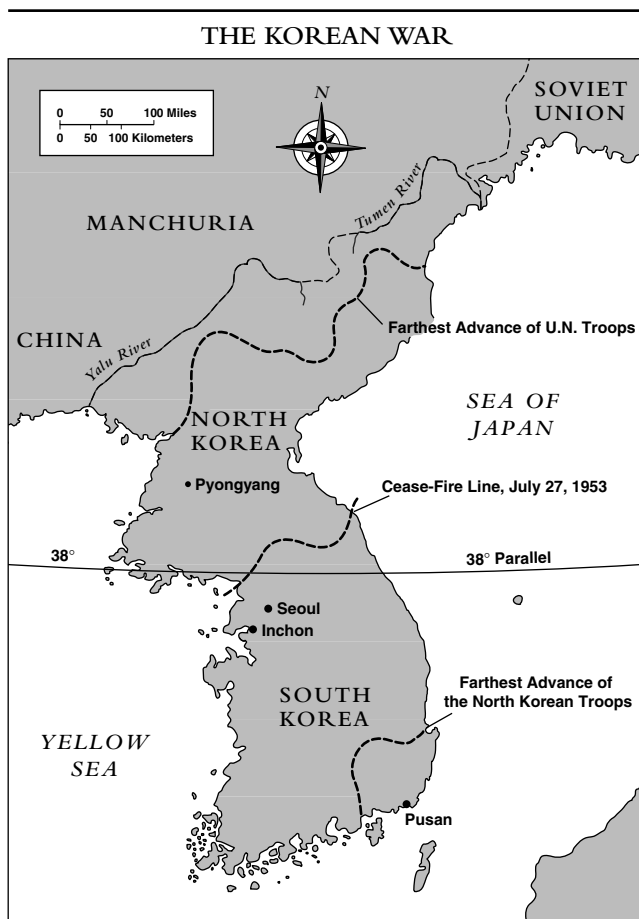 THE KOREAN WAR
0 50 100 Miles
0 50 100 Kilometers
N
SOVIET
UNION
Tumen River
MANCHURIA
Farthest Advance of U.N. Troops
CHINA
Yalu River
SEA OF
JAPAN
NORTH
KOREA
Pyongyang
Cease-Fire Line, July 27, 1953
38°
38° Parallel
Seoul
Inchon
Farthest Advance of
the North Korean Troops
SOUTH
KOREA
YELLOW
SEA
Pusan